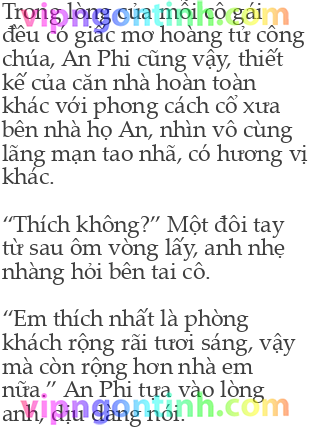 Trong lòng của mỗi cô gái
đều có giấc mơ hoàng tử công
chúa, An Phi cũng vậy, thiết
kế của căn nhà hoàn toàn
khác với phong cách cổ xưa
bên nhà họ An, nhìn vô cùng
lãng mạn tao nhã, có hương vị
khác.
“Thích không?” Một đôi tay
từ sau ôm vòng lấy, anh nhẹ
nhàng hỏi bên tai cô.
“Em thích nhất là phòng
khách rộng rãi tươi sáng, vậy
mà còn rộng hơn nhà em
nữa.” An Phi tựa vào lòng
anh, dịu dàng nói.
vipngontinh.com
vipngontinh.com